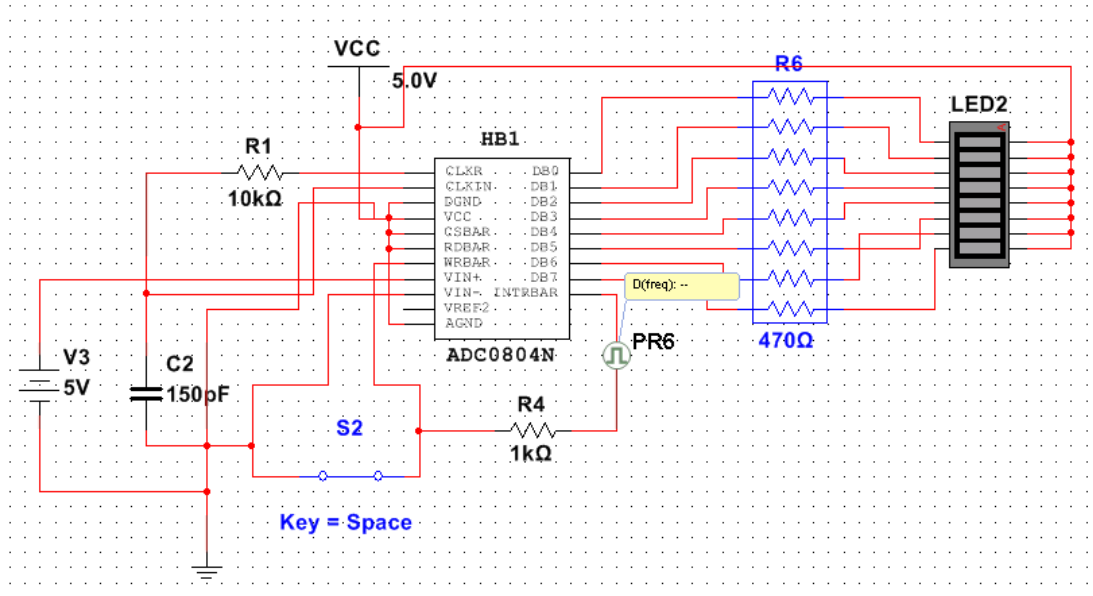 VCC
5.0V
R6
LED2
HB1
R1
10kΩ
CLKR
CLKIN
DGND
VCC
CSBAR
RDBAR
WRBAR
VIN+
VIN-
VREF2
AGND
DB0
DB1
DB2
DB3
DB4
DB5
DB6
DB7
INTRBAR
ADC0804N
D(freq): --
PR6
470Ω
V3
5V
C2
150pF
R4
1kΩ
S2
Key = Space